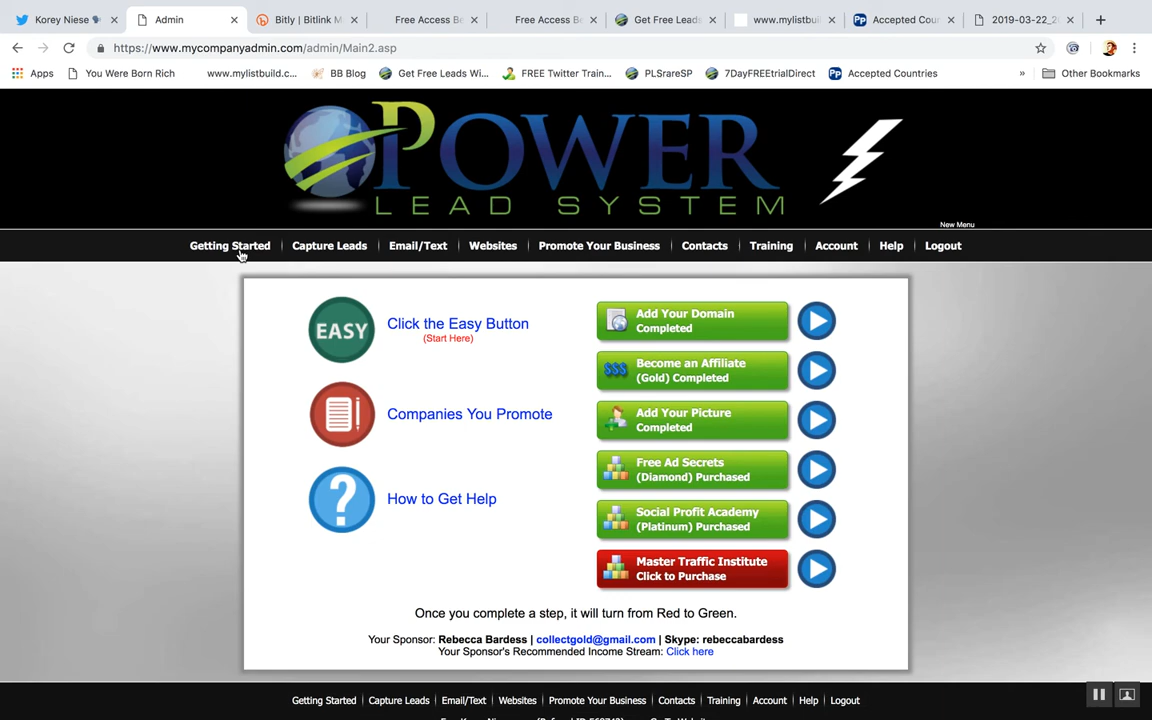 Korey Niese
Admin
Bitly | Bitlink M
Free Access Be
Free Access Bo
Get Free Leads
www.mylistbuil
Accepted Cour
2019-03-22_2
https://www.mycompanyadmin.com/admin/Main2.asp
Apps
You Were Born Rich
www.mylistbuild.c...
BB Blog
Get Free Leads Wi...
FREE Twitter Train...
PLSrareSP
7DayFREEtrialDirect
Accepted Countries
»
Other Bookmarks
POWER
LEAD SYSTEM
New Menu
Getting Started | Capture Leads | Email/Text | Websites | Promote Your Business | Contacts | Training | Account | Help | Logout
EASY
Click the Easy Button
(Start Here)
Companies You Promote
?
How to Get Help
Add Your Domain
Completed
$$$
Become an Affiliate
(Gold) Completed
Add Your Picture
Completed
Free Ad Secrets
(Diamond) Purchased
Social Profit Academy
(Platinum) Purchased
Master Traffic Institute
Click to Purchase
Once you complete a step, it will turn from Red to Green.
Your Sponsor: Rebecca Bardess | collectgold@gmail.com | Skype: rebeccabardess
Your Sponsor's Recommended Income Stream: Click here
Getting Started | Capture Leads | Email/Text | Websites | Promote Your Business | Contacts | Training | Account | Help | Logout